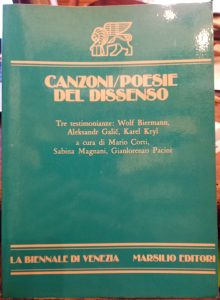 CANZONI/POESIE
DEL DISSENSO
Tre testimonianze: Wolf Biermann,
Aleksandr Galič, Karel Kryl
a cura di Mario Corti,
Sabina Magnani, Gianlorenzo Pacini
LA BIENNALE DI VENEZIA MARSILIO EDITORI